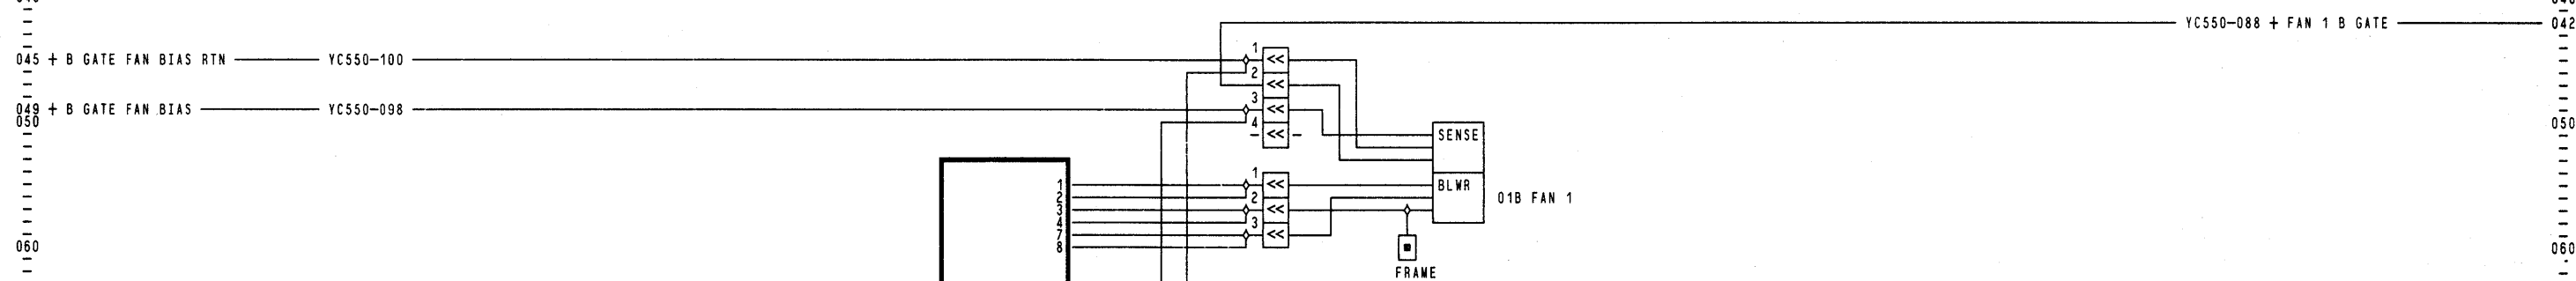 YC550-088 + FAN 1 B GATE 042
1
045 + B GATE FAN BIAS RTN YC550-100 <<
2
<<
3
049 + B GATE FAN BIAS YC550-098 <<
050 4 050
- << - SENSE
1
1 << BLWR
2 2 01B FAN 1
3 <<
4 3
7 <<
8
060 060
FRAME